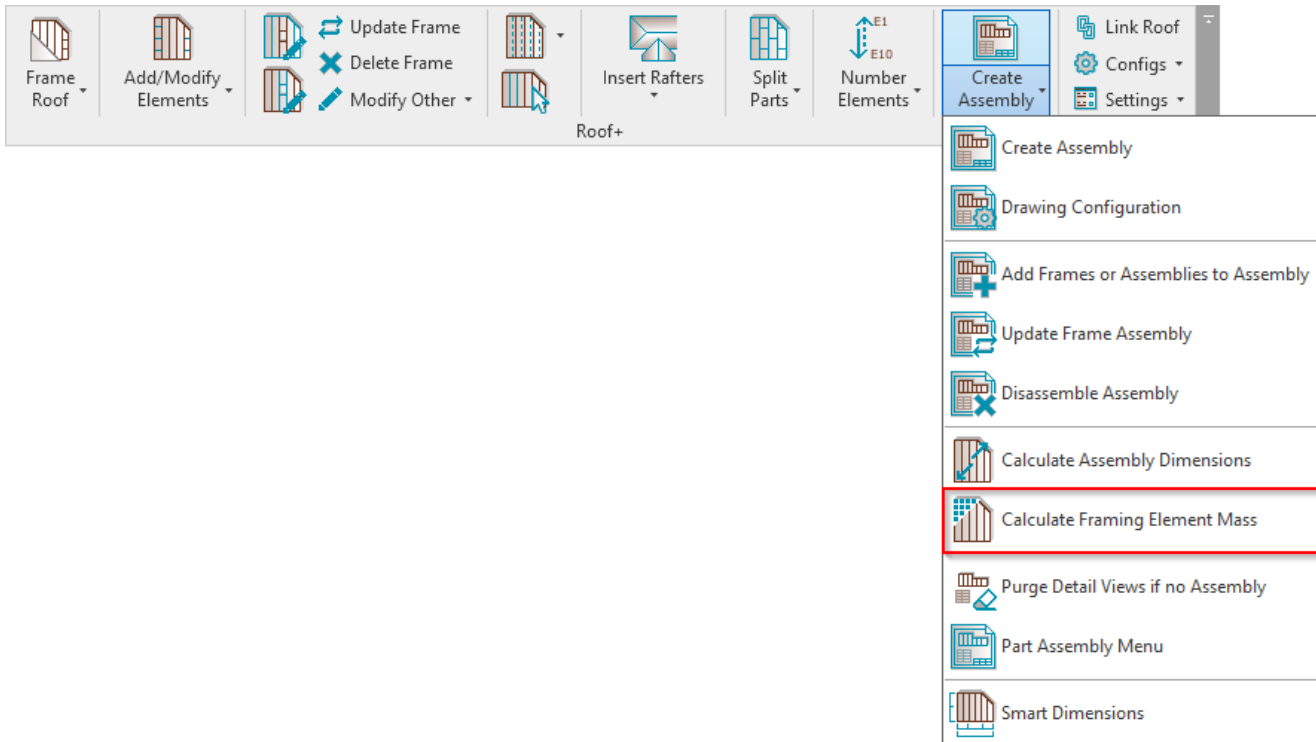 Frame
Roof
Add/Modify
Elements
Update Frame
Delete Frame
Modify Other
Insert Rafters
Split
Parts
E1
E10
Number
Elements
Create
Assembly
Link Roof
Configs
Settings
Roof+
Create Assembly
Drawing Configuration
Add Frames or Assemblies to Assembly
Update Frame Assembly
Disassemble Assembly
Calculate Assembly Dimensions
Calculate Framing Element Mass
Purge Detail Views if no Assembly
Part Assembly Menu
Smart Dimensions